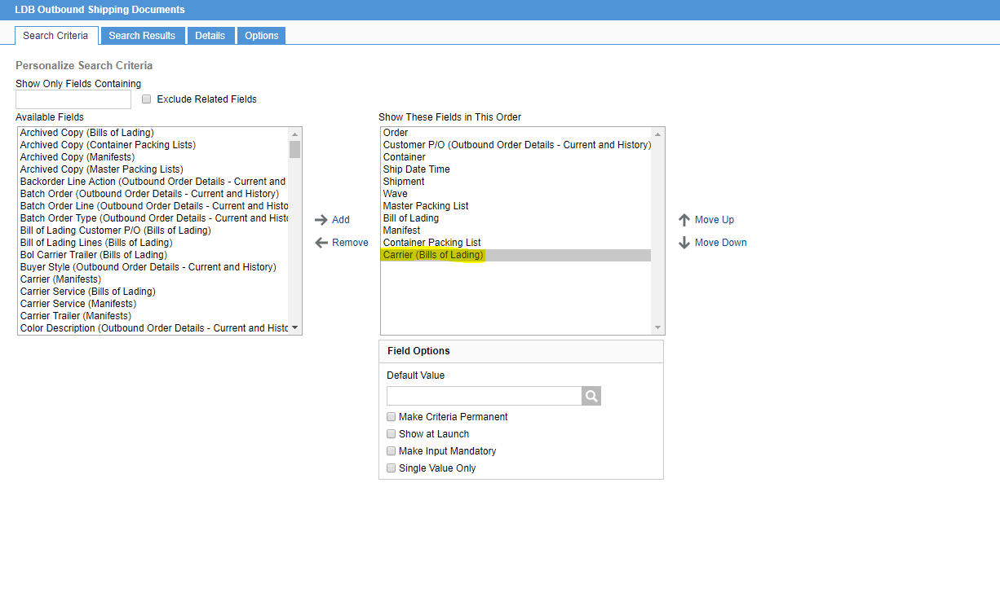 LDB Outbound Shipping Documents
Search Criteria
Search Results
Details
Options
Personalize Search Criteria
Show Only Fields Containing
Exclude Related Fields
Available Fields
Archived Copy (Bills of Lading)
Archived Copy (Container Packing Lists)
Archived Copy (Manifests)
Archived Copy (Master Packing Lists)
Backorder Line Action (Outbound Order Details - Current and
Batch Order (Outbound Order Details - Current and History)
Batch Order Line (Outbound Order Details - Current and Histo
Batch Order Type (Outbound Order Details - Current and Histo
Bill of Lading Customer P/O (Bills of Lading)
Bill of Lading Lines (Bills of Lading)
Bol Carrier Trailer (Bills of Lading)
Buyer Style (Outbound Order Details - Current and History)
Carrier (Manifests)
Carrier Service (Bills of Lading)
Carrier Service (Manifests)
Carrier Trailer (Manifests)
Color Description (Outbound Order Details - Current and Histo
Add
Remove
Show These Fields in This Order
Order
Customer P/O (Outbound Order Details - Current and History)
Container
Ship Date Time
Shipment
Wave
Master Packing List
Bill of Lading
Manifest
Container Packing List
Carrier (Bills of Lading)
Move Up
Move Down
Field Options
Default Value
Make Criteria Permanent
Show at Launch
Make Input Mandatory
Single Value Only